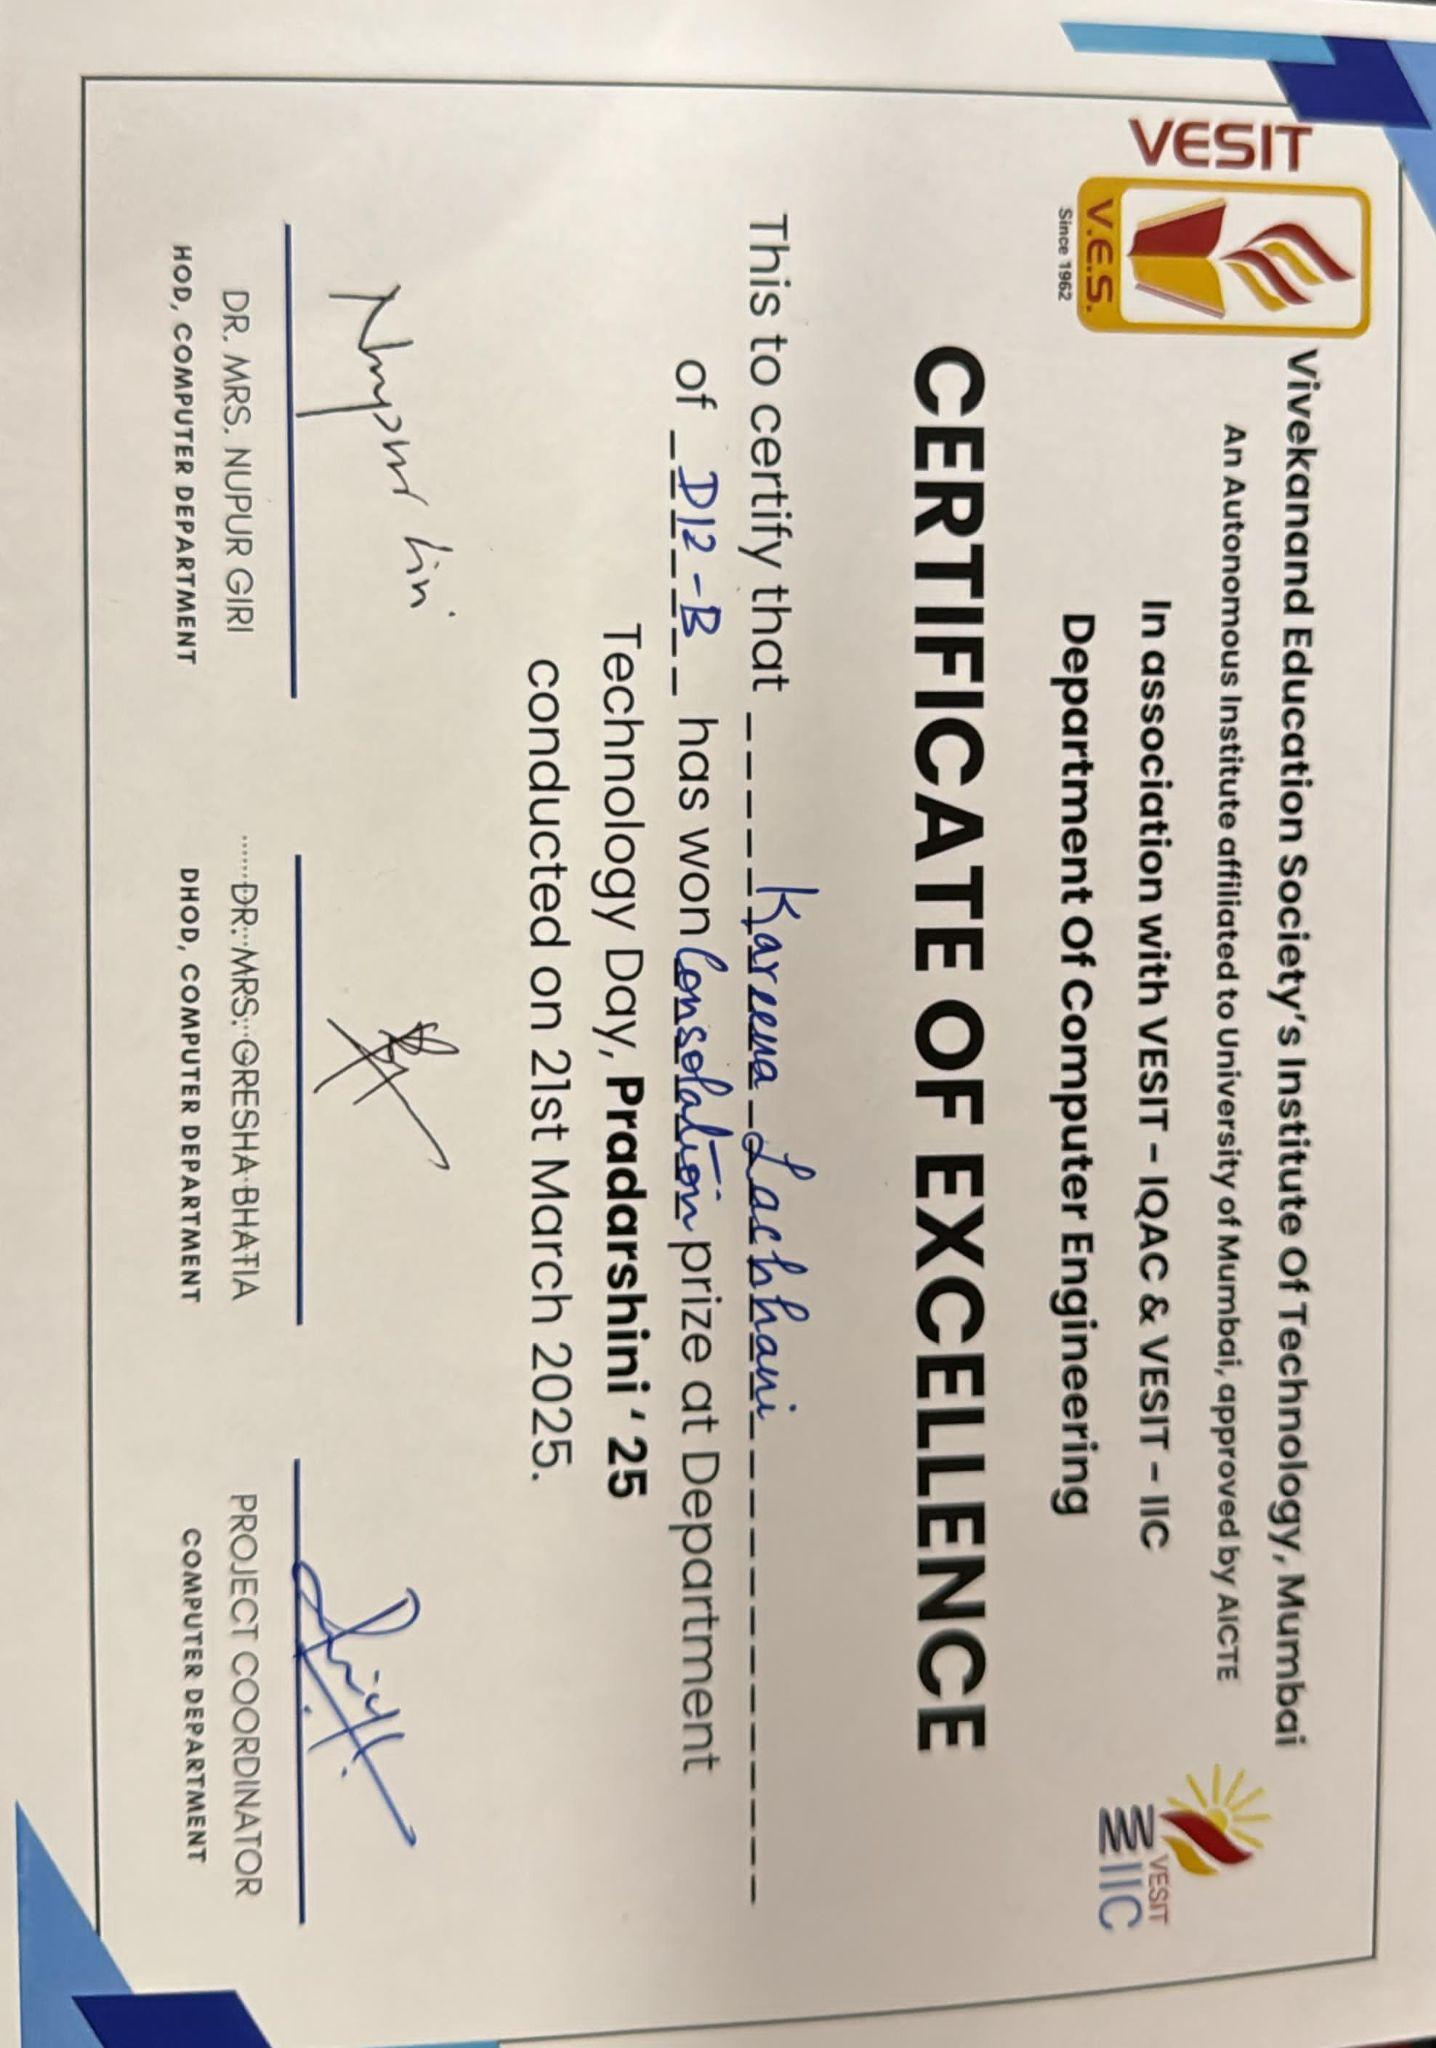 VESIT
V.E.S.
Since 1962
Vivekanand Education Society's Institute Of Technology, Mumbai
An Autonomous Institute affiliated to University of Mumbai, approved by AICTE
In association with VESIT - IQAC & VESIT - IIC
Department Of Computer Engineering
VESIT
IIC
CERTIFICATE OF EXCELLENCE
This to certify that Kareena Lachhani
of D12-B has won Consolation prize at Department
Technology Day, Pradarshini '25
conducted on 21st March 2025.
Nupur Giri
DR. MRS. NUPUR GIRI
HOD, COMPUTER DEPARTMENT
DR. MRS. GRESHA BHATIA
DHOD, COMPUTER DEPARTMENT
PROJECT COORDINATOR
COMPUTER DEPARTMENT